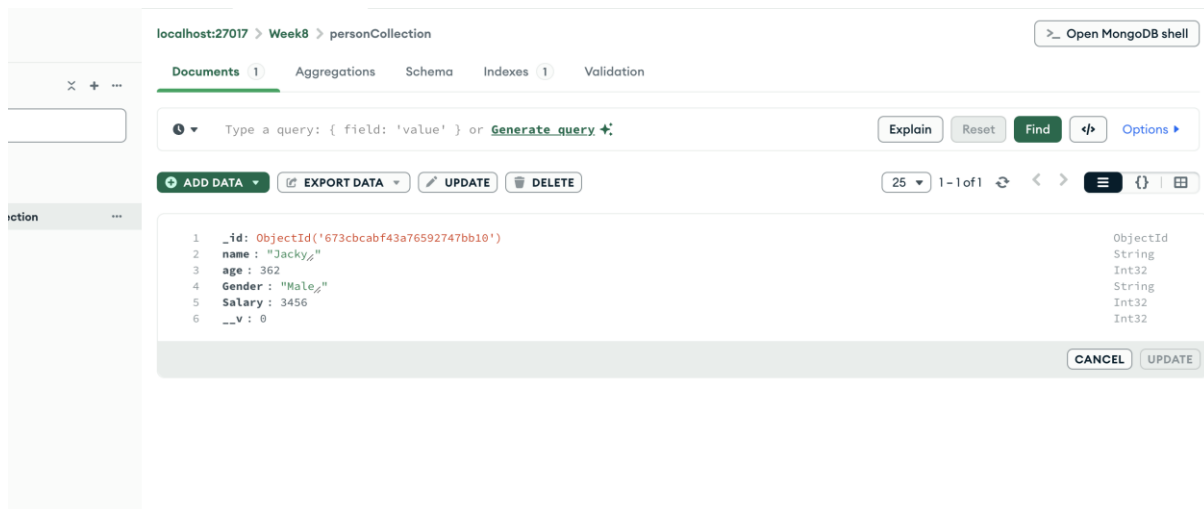 localhost:27017 > Week8 > personCollection
>_ Open MongoDB shell
Documents 1 Aggregations Schema Indexes 1 Validation
Type a query: { field: 'value' } or Generate query
Explain Reset Find </> Options
ADD DATA EXPORT DATA UPDATE DELETE
25 1-1 of 1 {}
ection ...
1 _id: ObjectId('673cbcabf43a76592747bb10') ObjectId
2 name : "Jacky" String
3 age : 362 Int32
4 Gender : "Male" String
5 Salary : 3456 Int32
6 __v : 0 Int32
CANCEL UPDATE